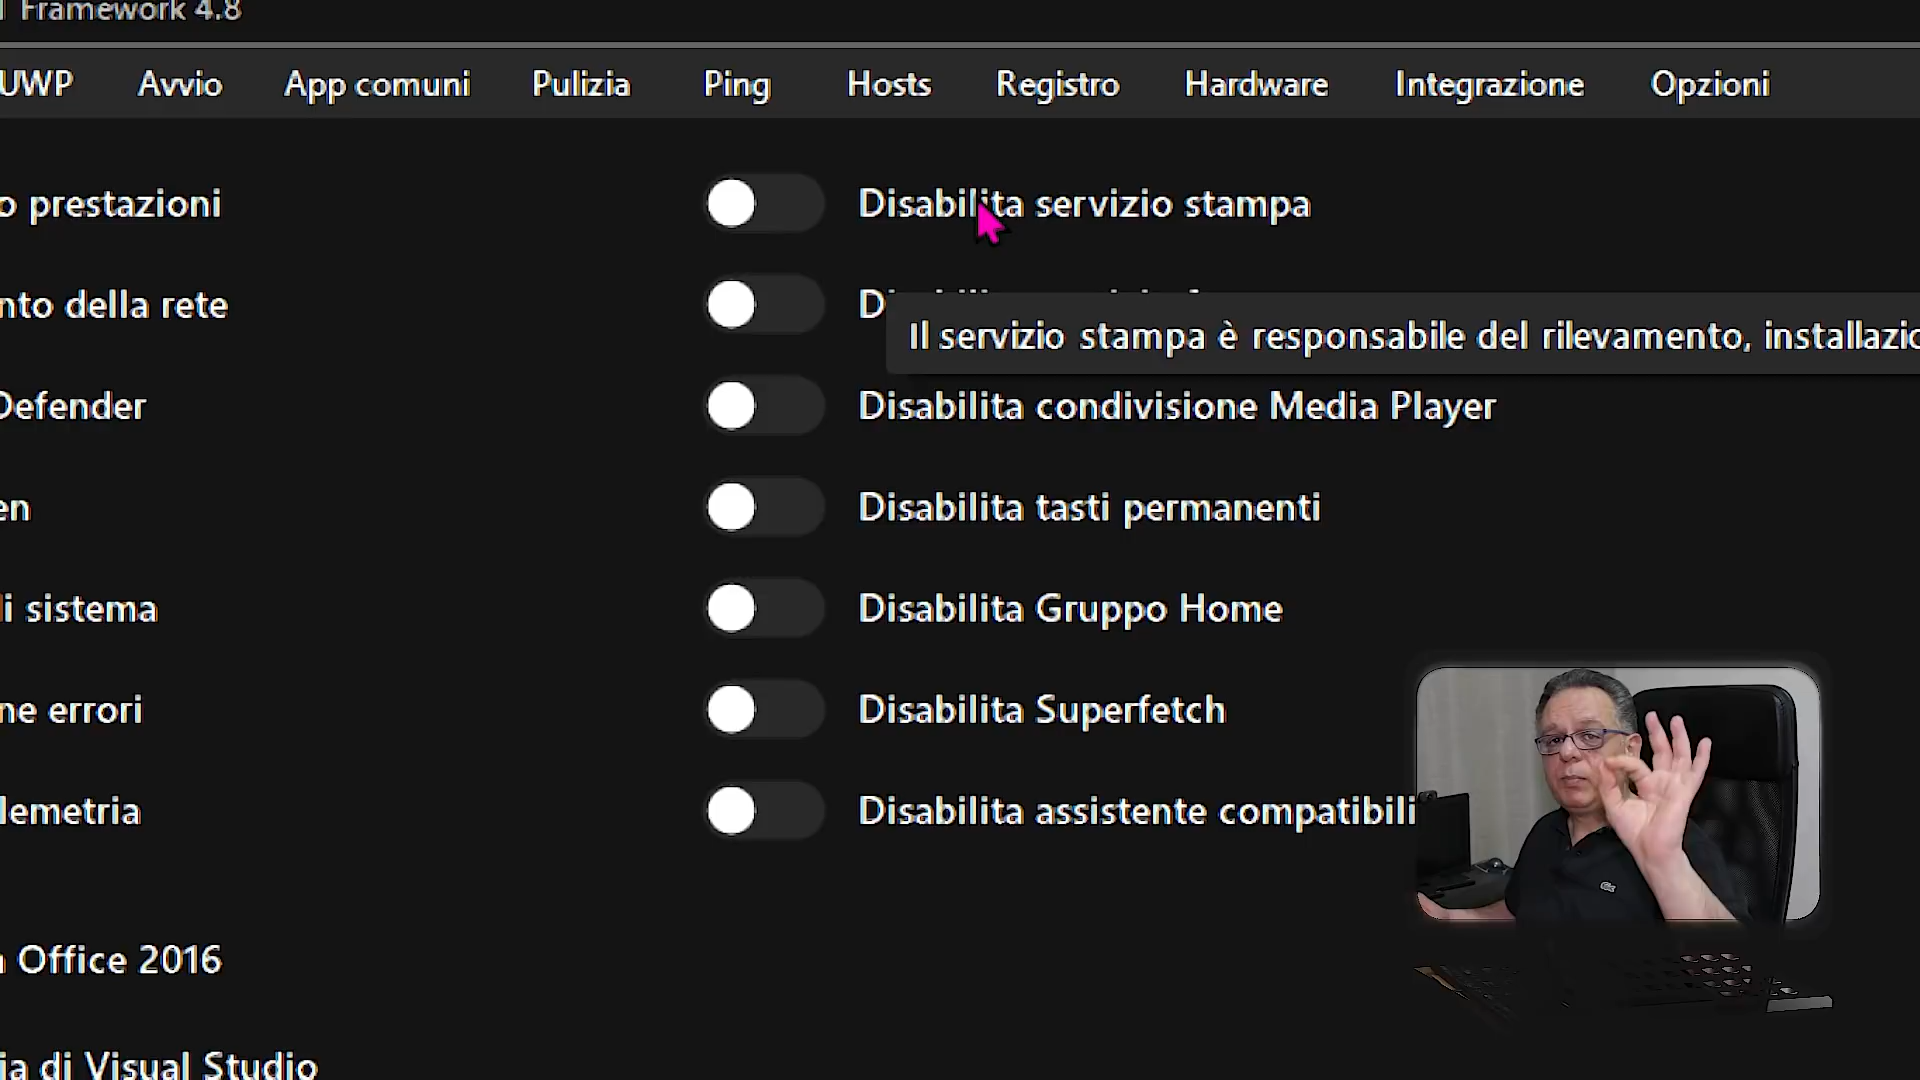 Framework 4.8
UWP Avvio App comuni Pulizia Ping Hosts Registro Hardware Integrazione Opzioni
o prestazioni
Disabilita servizio stampa
nto della rete
Il servizio stampa è responsabile del rilevamento, installazio
Defender
Disabilita condivisione Media Player
en
Disabilita tasti permanenti
di sistema
Disabilita Gruppo Home
ne errori
Disabilita Superfetch
lemetria
Disabilita assistente compatibili
Office 2016
ia di Visual Studio